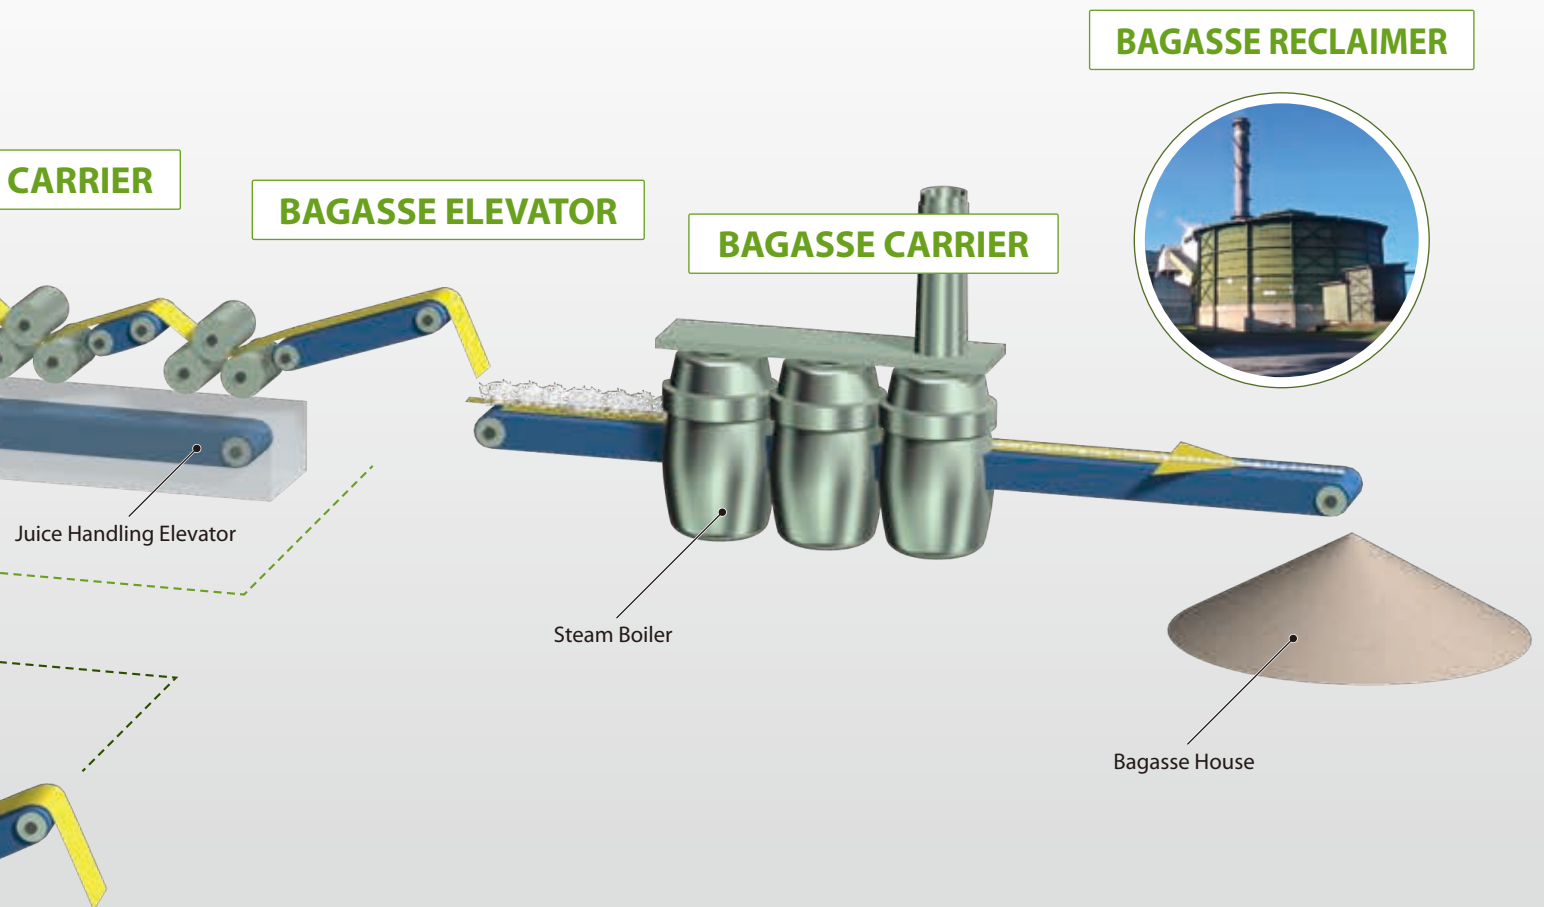 BAGASSE RECLAIMER
CARRIER
BAGASSE ELEVATOR
BAGASSE CARRIER
Juice Handling Elevator
Steam Boiler
Bagasse House